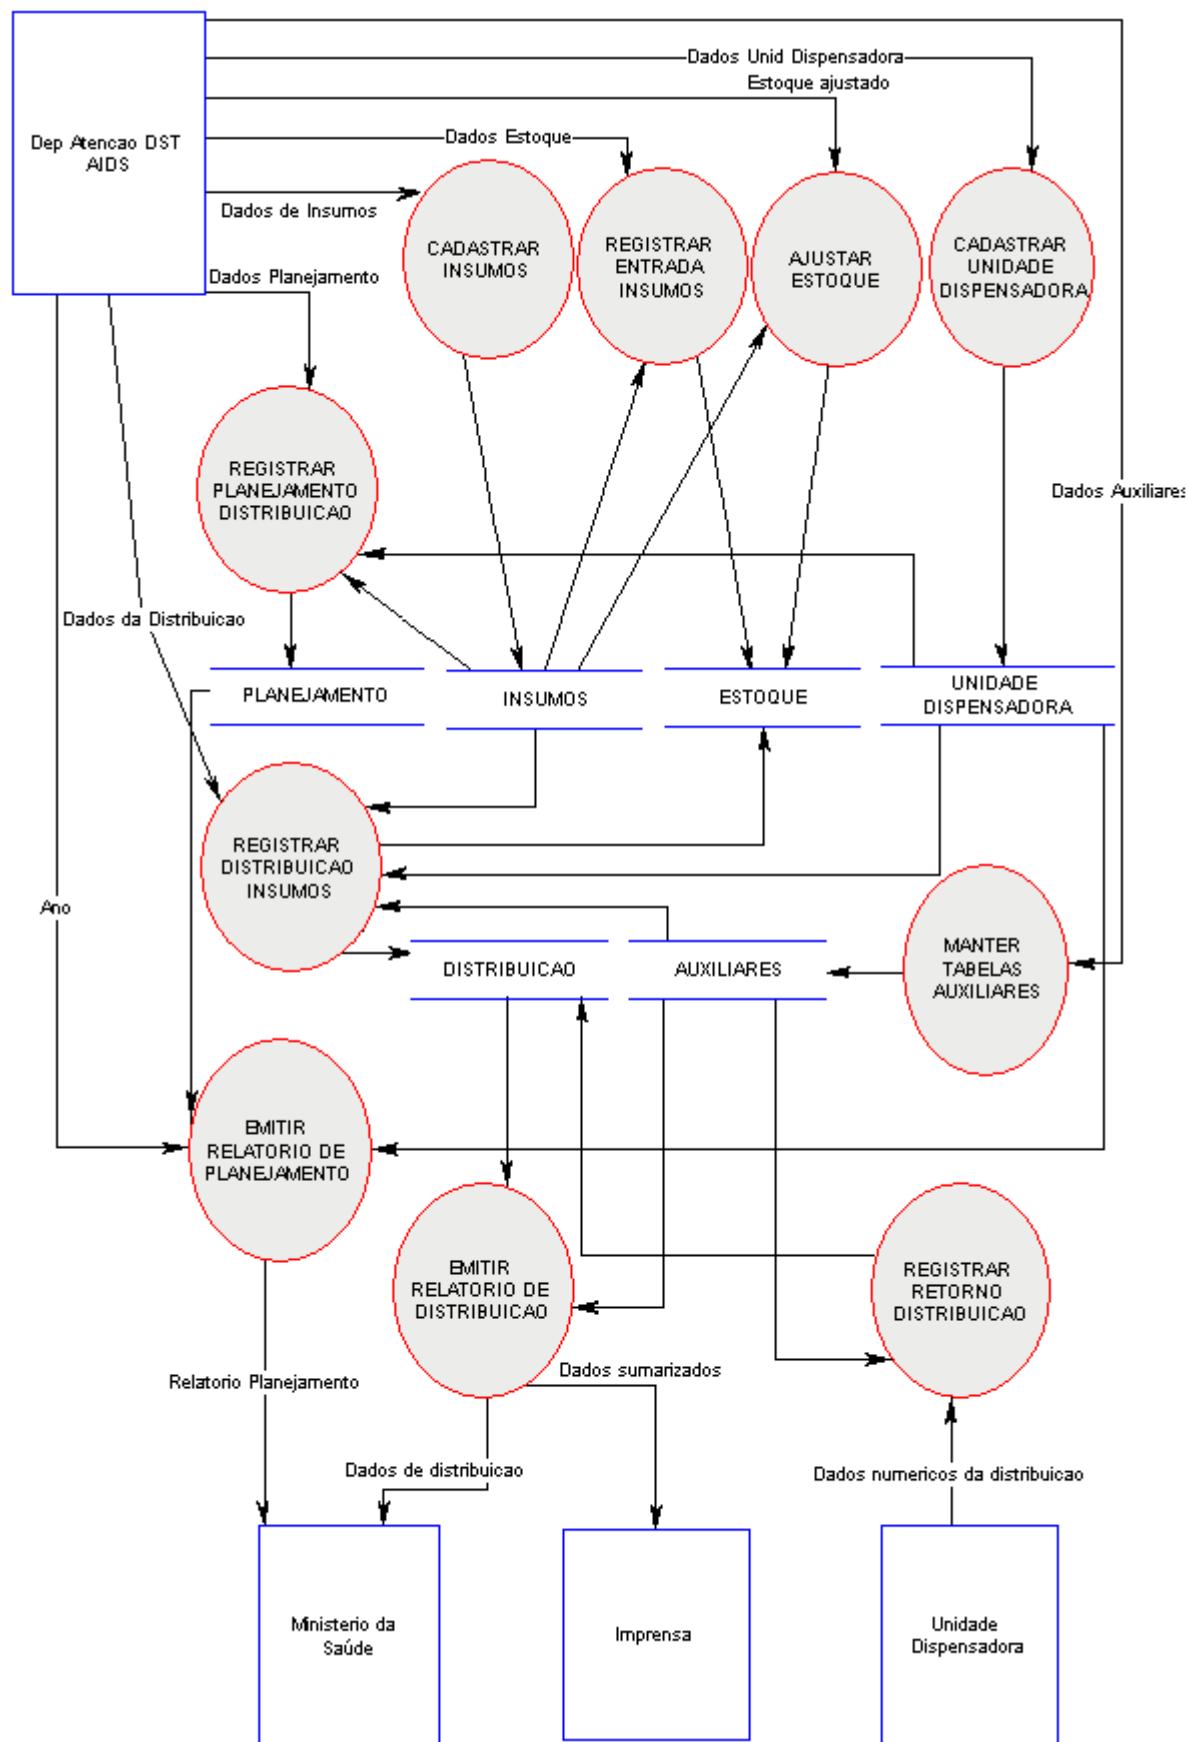 Dados Unid Dispensadora
Estoque ajustado
Dep Atencao DST
AIDS
Dados Estoque
Dados de Insumos
CADASTRAR
INSUMOS
REGISTRAR
ENTRADA
INSUMOS
AJUSTAR
ESTOQUE
CADASTRAR
UNIDADE
DISPENSADORA
Dados Planejamento
REGISTRAR
PLANEJAMENTO
DISTRIBUICAO
Dados Auxiliares
Dados da Distribuicao
PLANEJAMENTO
INSUMOS
ESTOQUE
UNIDADE
DISPENSADORA
REGISTRAR
DISTRIBUICAO
INSUMOS
Ano
DISTRIBUICAO
AUXILIARES
MANTER
TABELAS
AUXILIARES
EMITIR
RELATORIO DE
PLANEJAMENTO
EMITIR
RELATORIO DE
DISTRIBUICAO
REGISTRAR
RETORNO
DISTRIBUICAO
Relatorio Planejamento
Dados sumarizados
Dados de distribuicao
Dados numericos da distribuicao
Ministerio da
Saúde
Imprensa
Unidade
Dispensadora